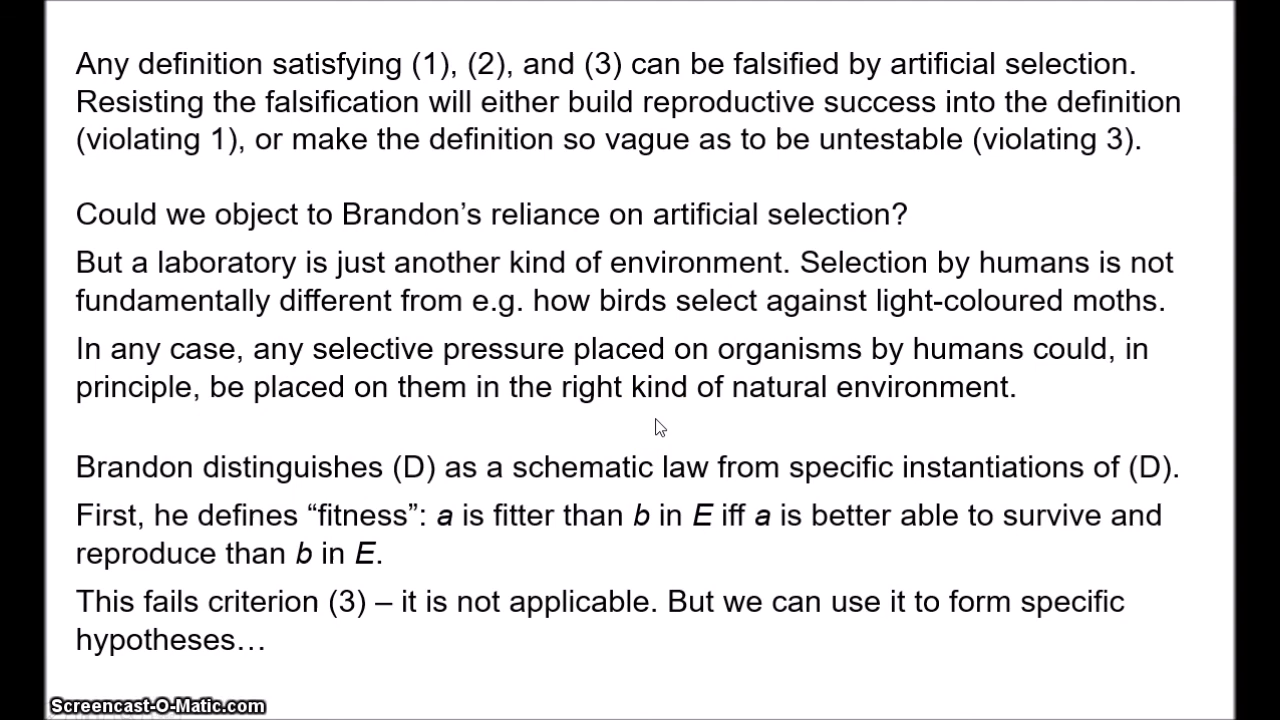 Any definition satisfying (1), (2), and (3) can be falsified by artificial selection.
Resisting the falsification will either build reproductive success into the definition
(violating 1), or make the definition so vague as to be untestable (violating 3).
Could we object to Brandon’s reliance on artificial selection?
But a laboratory is just another kind of environment. Selection by humans is not
fundamentally different from e.g. how birds select against light-coloured moths.
In any case, any selective pressure placed on organisms by humans could, in
principle, be placed on them in the right kind of natural environment.
Brandon distinguishes (D) as a schematic law from specific instantiations of (D).
First, he defines “fitness”: a is fitter than b in E iff a is better able to survive and
reproduce than b in E.
This fails criterion (3) – it is not applicable. But we can use it to form specific
hypotheses…
Screencast-O-Matic.com